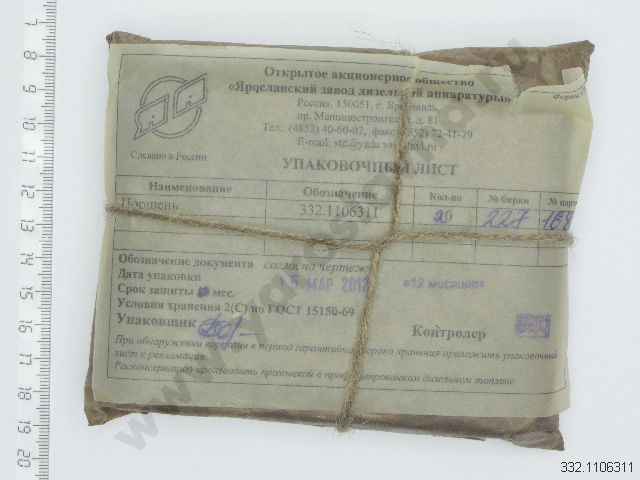 Открытое акционерное общество
«Ярославский завод дизельной аппаратуры»
Россия, 150051, г. Ярославль,
пр. Машиностроителей, д. 81
Тел.: (4852) 40-60-07, факс (4852) 72-41-29
E-mail:
Сделано в России
УПАКОВОЧНЫЙ ЛИСТ
Наименование Обозначение Кол-во № бирки
Поршень 332.1106311 20 227 168
Обозначение документа согласно чертежу
Дата упаковки 15 МАР 2012 «12 месяцев»
Срок защиты мес.
Условия хранения 2(С) по ГОСТ 15150-69
Упаковщик Контролер
При обнаружении коррозии в период гарантийного срока хранения приложить упаковочный
лист к рекламации.
Расконсервацию производить промывкой в профильтрованном дизельном топливе
332.1106311